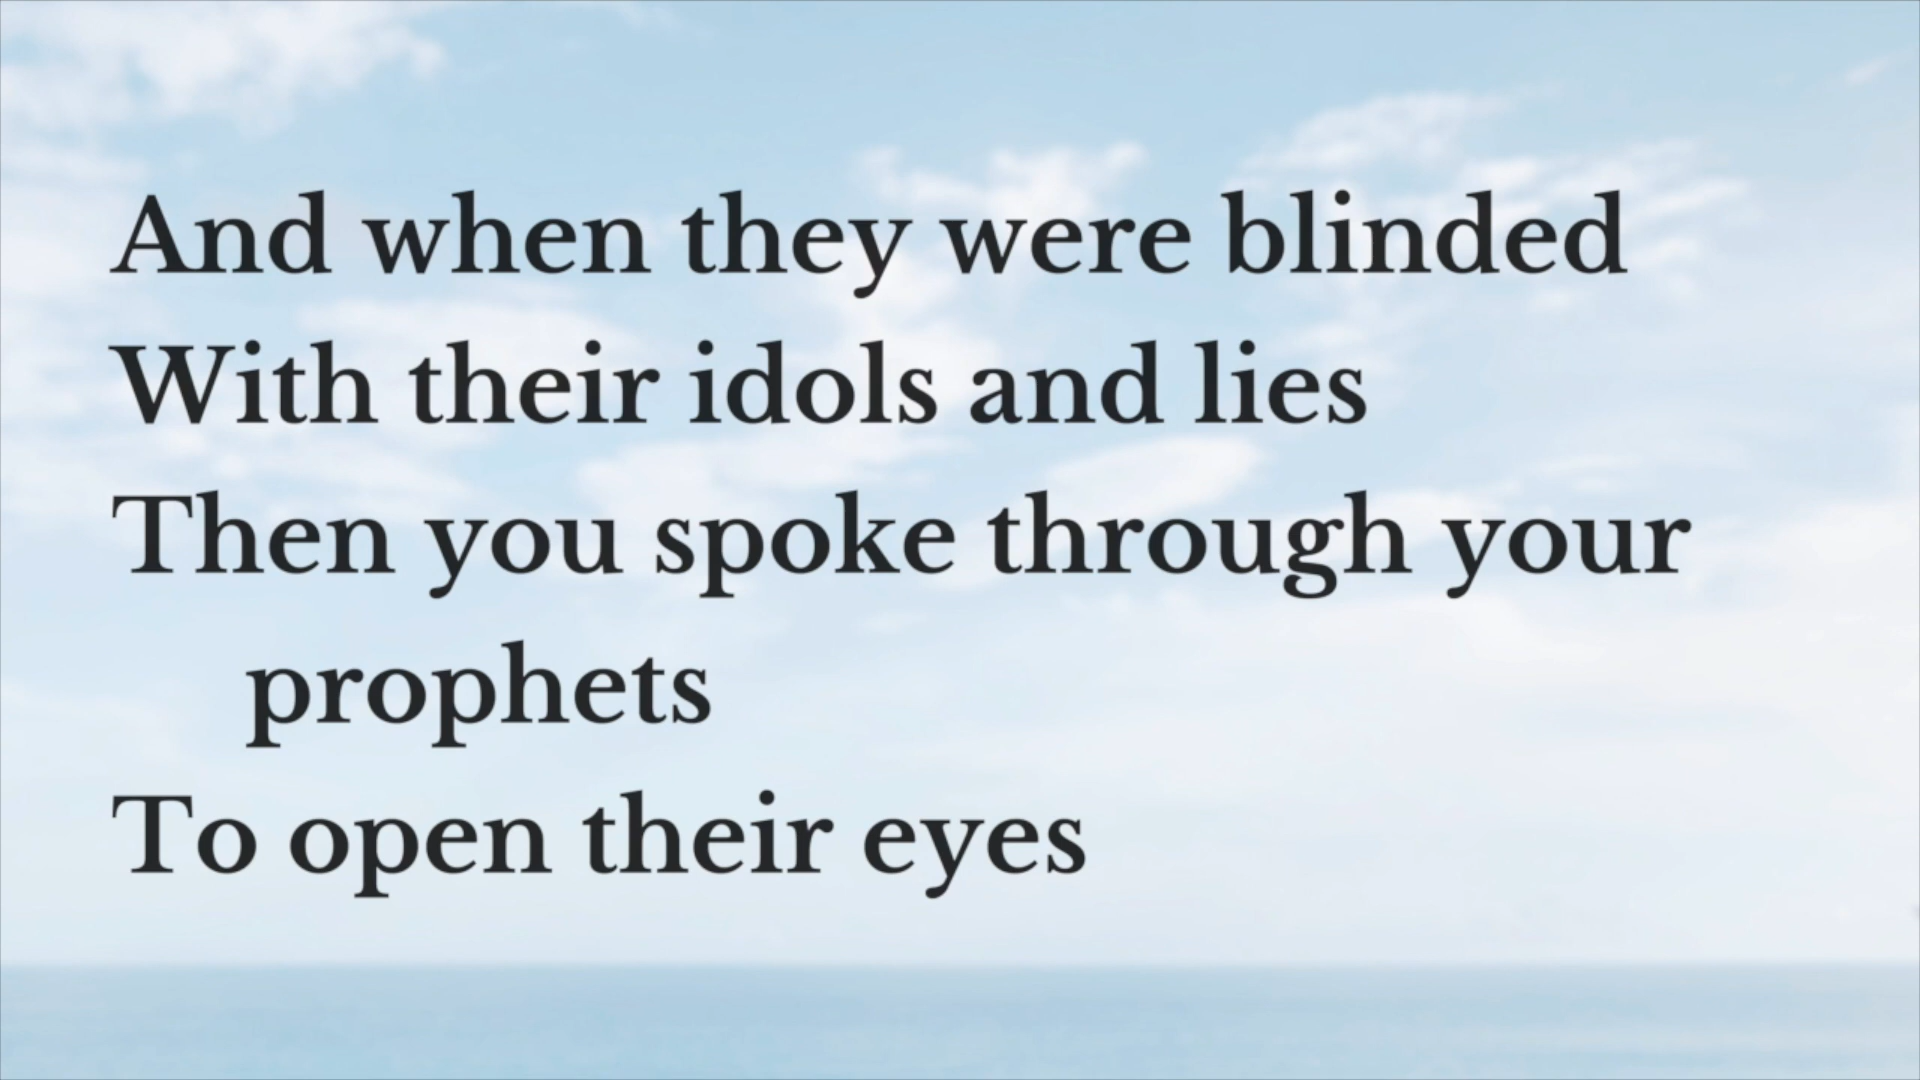 And when they were blinded
With their idols and lies
Then you spoke through your
prophets
To open their eyes